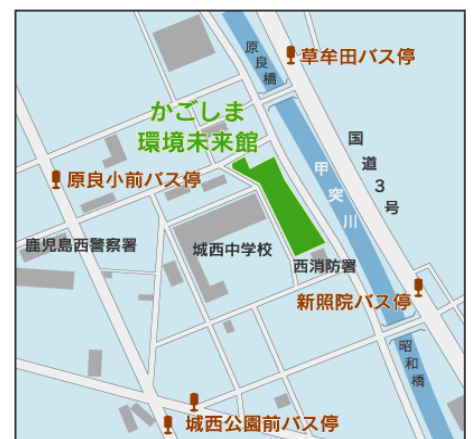 原良橋
草牟田バス停
かごしま
環境未来館
国道3号
原良小前バス停
甲突川
鹿児島西警察署
城西中学校
西消防署
新照院バス停
昭和橋
城西公園前バス停